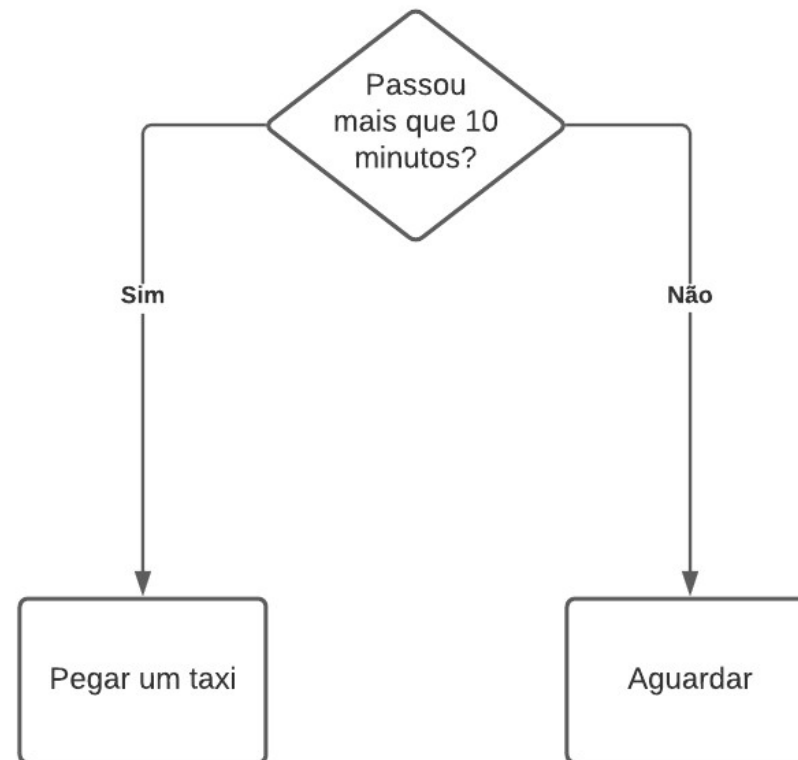 Passou
mais que 10
minutos?
Sim
Não
Pegar um taxi
Aguardar